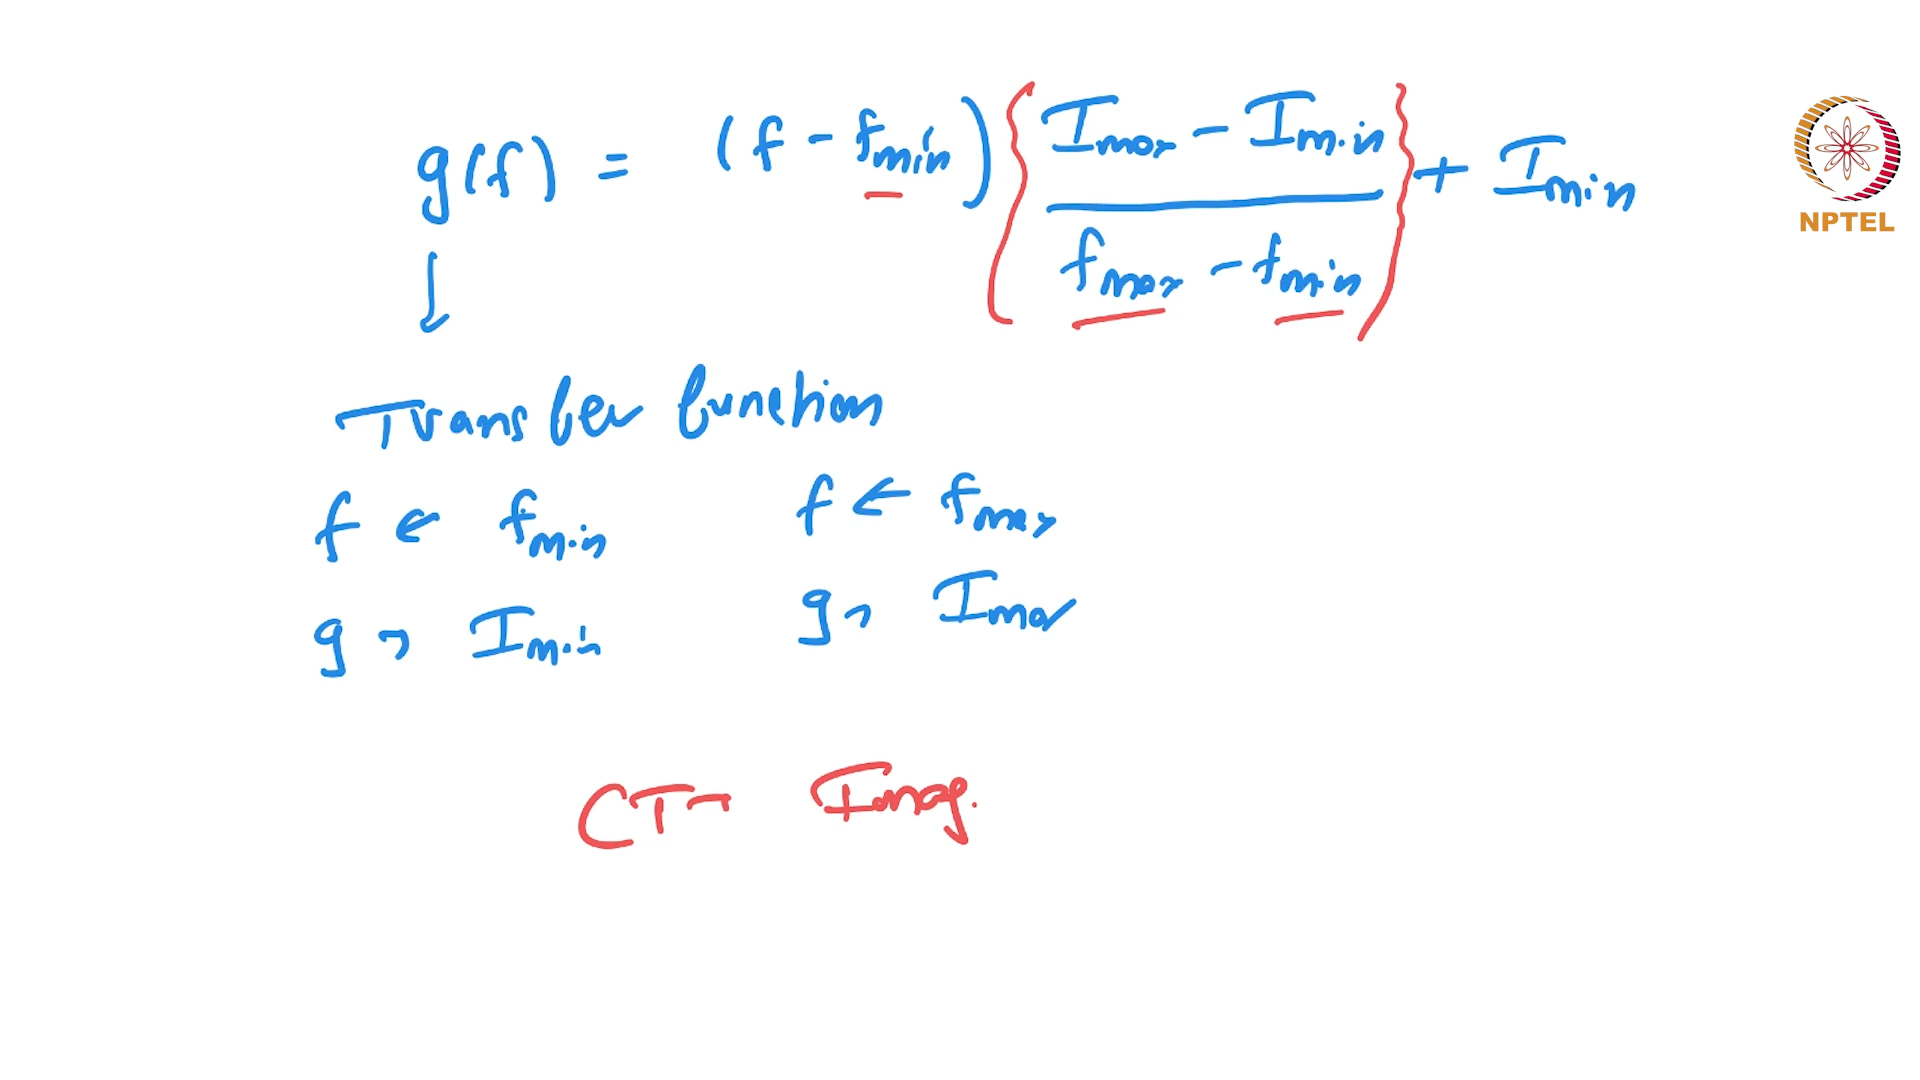 g(f) = (f - fmin) { Imax - Imin / fmax - fmin } + Imin
NPTEL
Transfer function
f ← fmin f ← fmax
g → Imin g → Imax
CT - Imag.